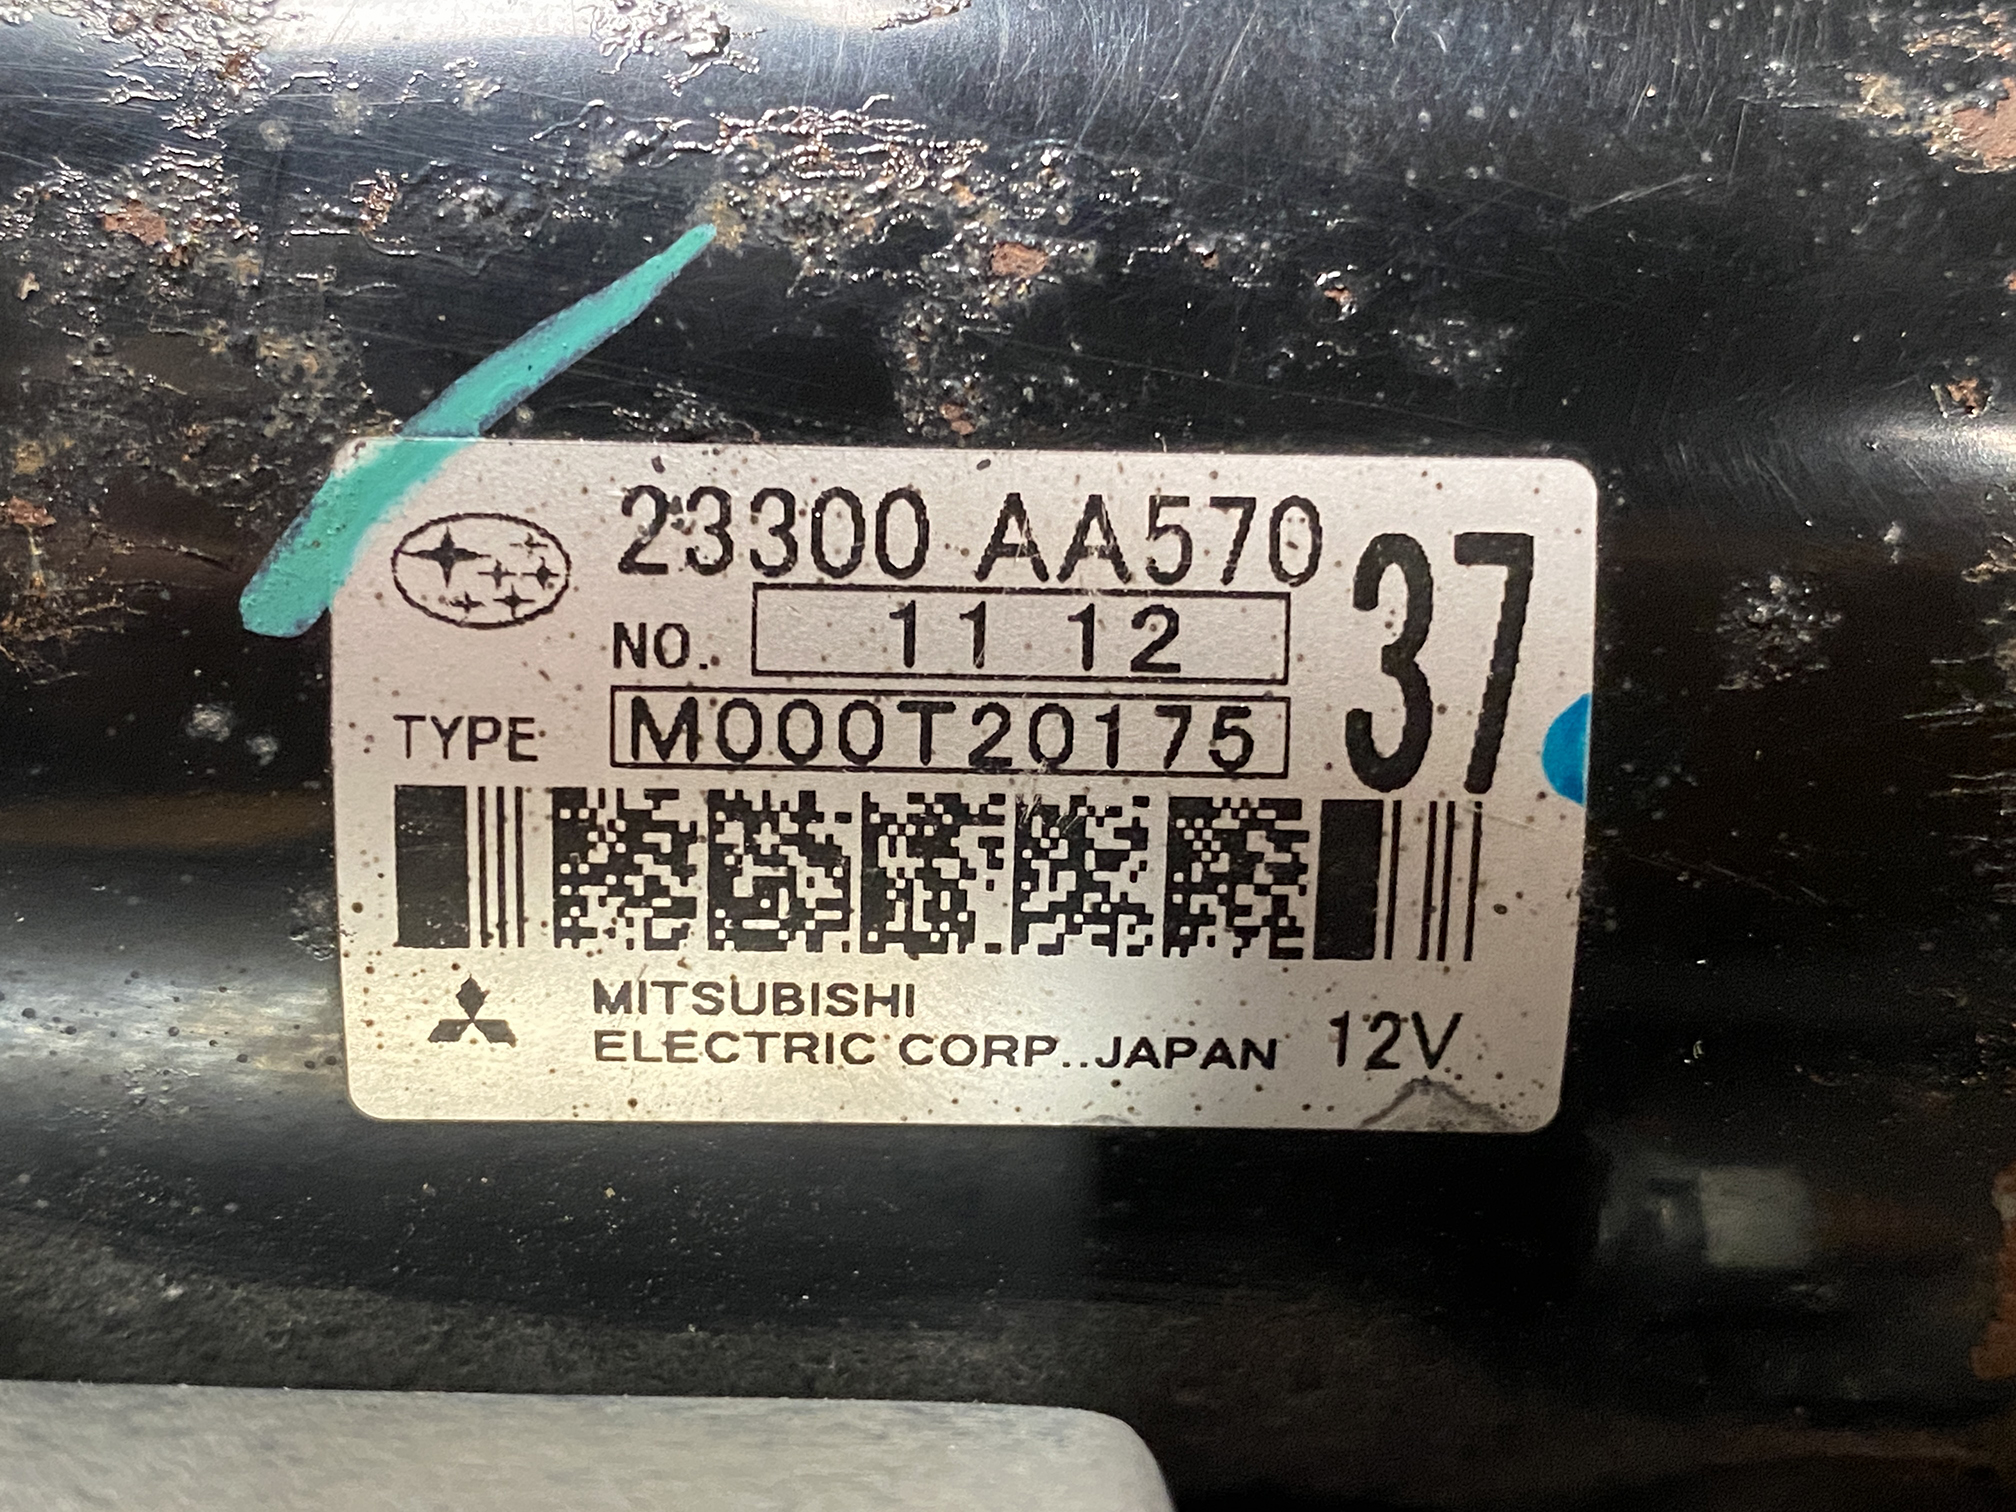 23300 AA570
37
NO. 11 12
TYPE M000T20175
MITSUBISHI
ELECTRIC CORP., JAPAN 12V